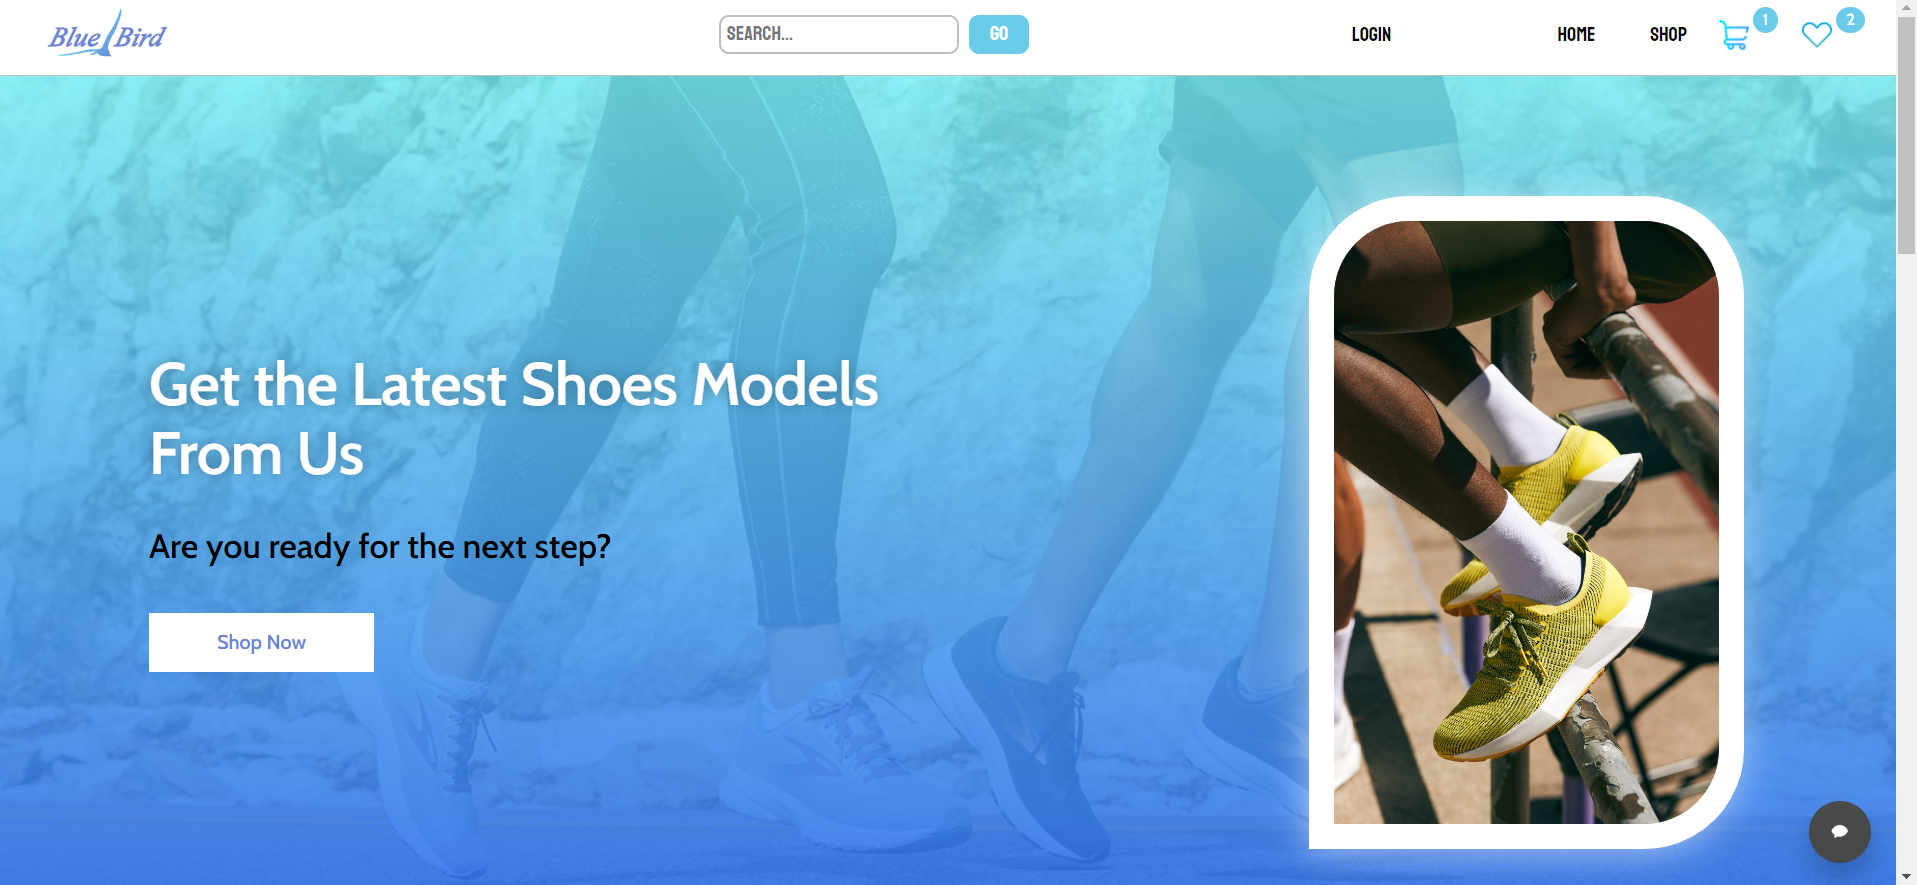 Blue Bird
SEARCH...
GO
LOGIN
HOME
SHOP
1
2
Get the Latest Shoes Models
From Us
Are you ready for the next step?
Shop Now